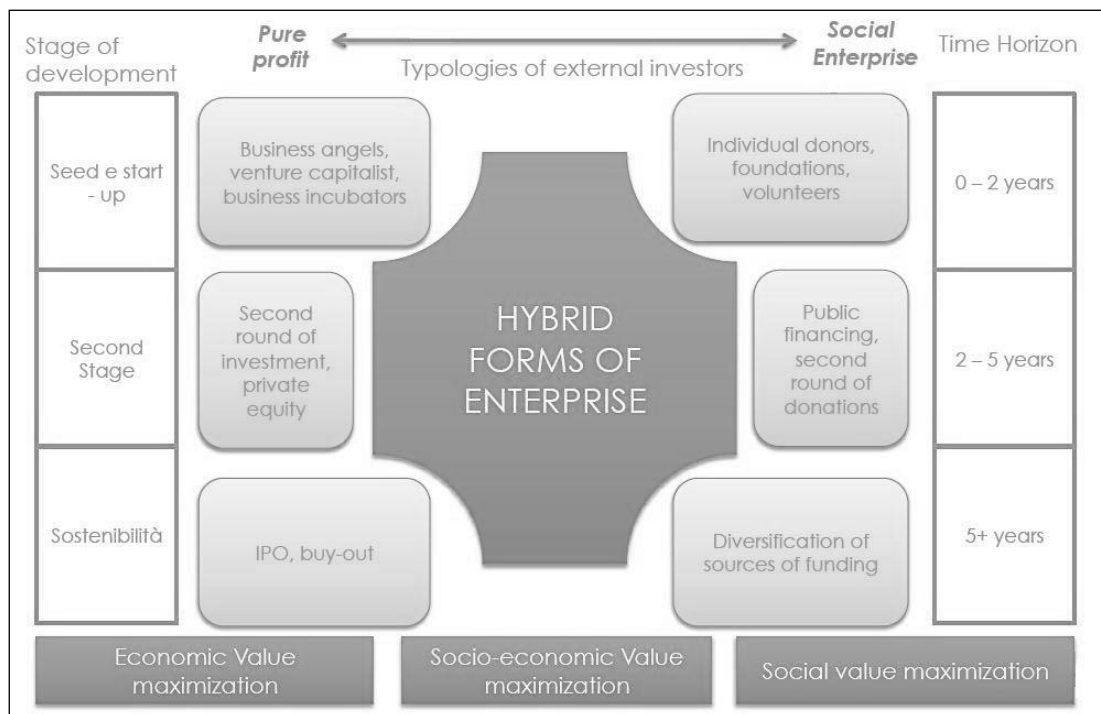 Stage of
development
Pure
profit
Typologies of external investors
Social
Enterprise
Time Horizon
Seed e start
- up
Business angels,
venture capitalist,
business incubators
Individual donors,
foundations,
volunteers
0 – 2 years
Second
Stage
Second
round of
investment,
private
equity
HYBRID
FORMS OF
ENTERPRISE
Public
financing,
second
round of
donations
2 – 5 years
Sostenibilità
IPO, buy-out
Diversification of
sources of funding
5+ years
Economic Value
maximization
Socio-economic Value
maximization
Social value maximization